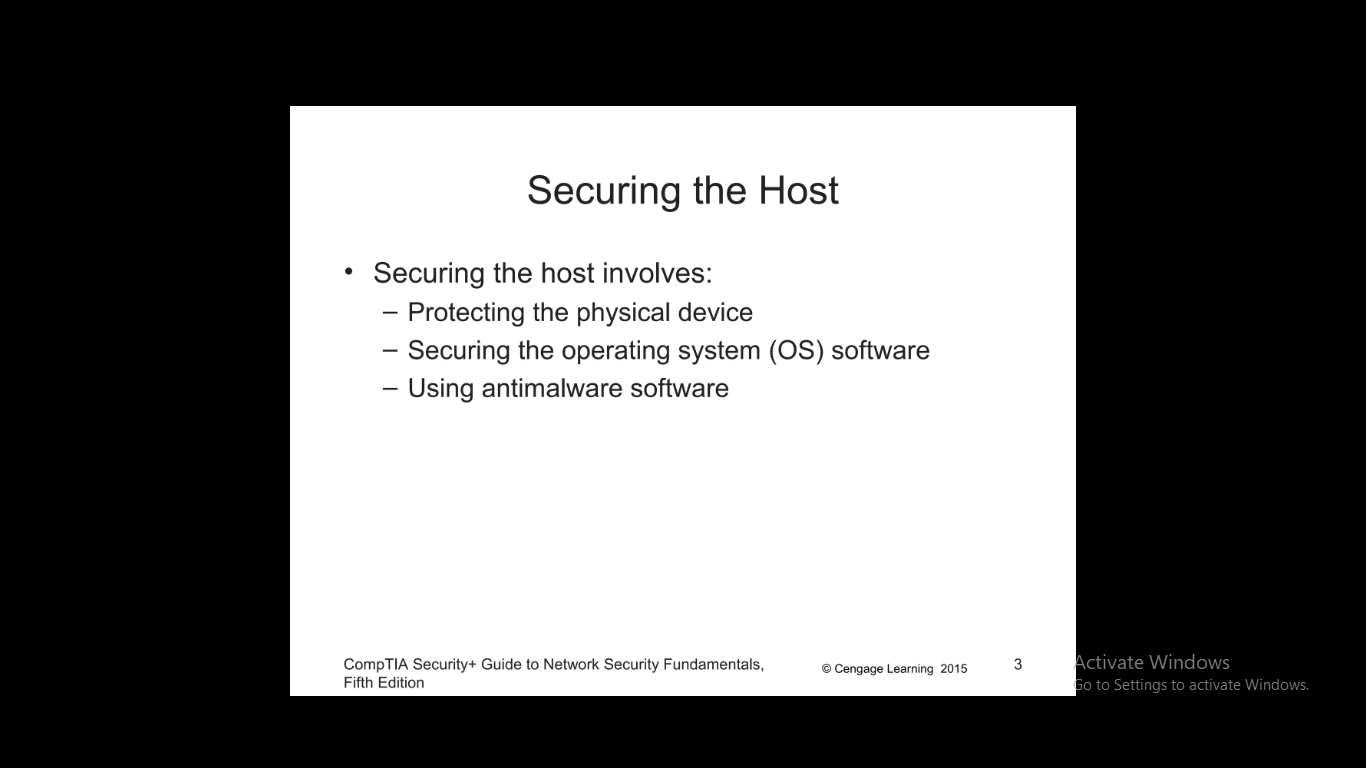 Securing the Host
• Securing the host involves:
– Protecting the physical device
– Securing the operating system (OS) software
– Using antimalware software
CompTIA Security+ Guide to Network Security Fundamentals,
Fifth Edition
© Cengage Learning 2015
3
Activate Windows
Go to Settings to activate Windows.